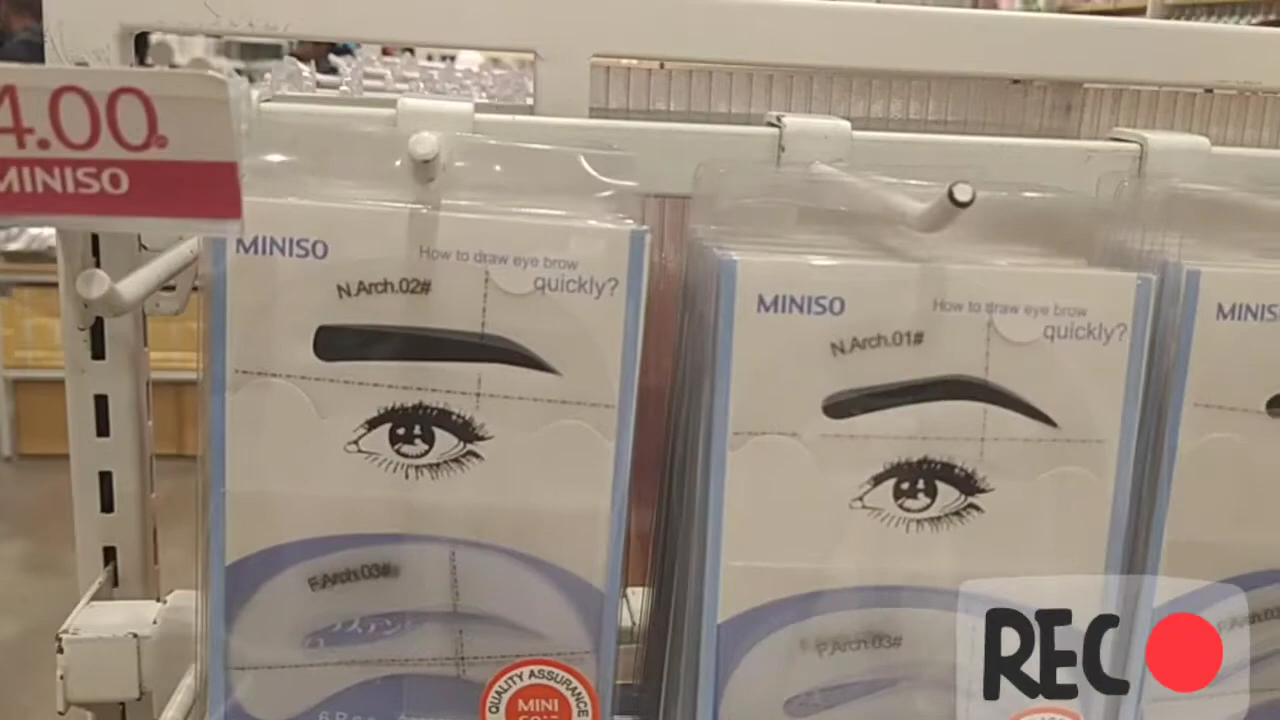 4.00
MINISO
MINISO
How to draw eye brow
quickly?
N.Arch.02#
F.Arch.03#
QUALITY ASSURANCE
MINI
MINISO
How to draw eye brow
quickly?
N.Arch.01#
F.Arch.03#
MINIS
REC